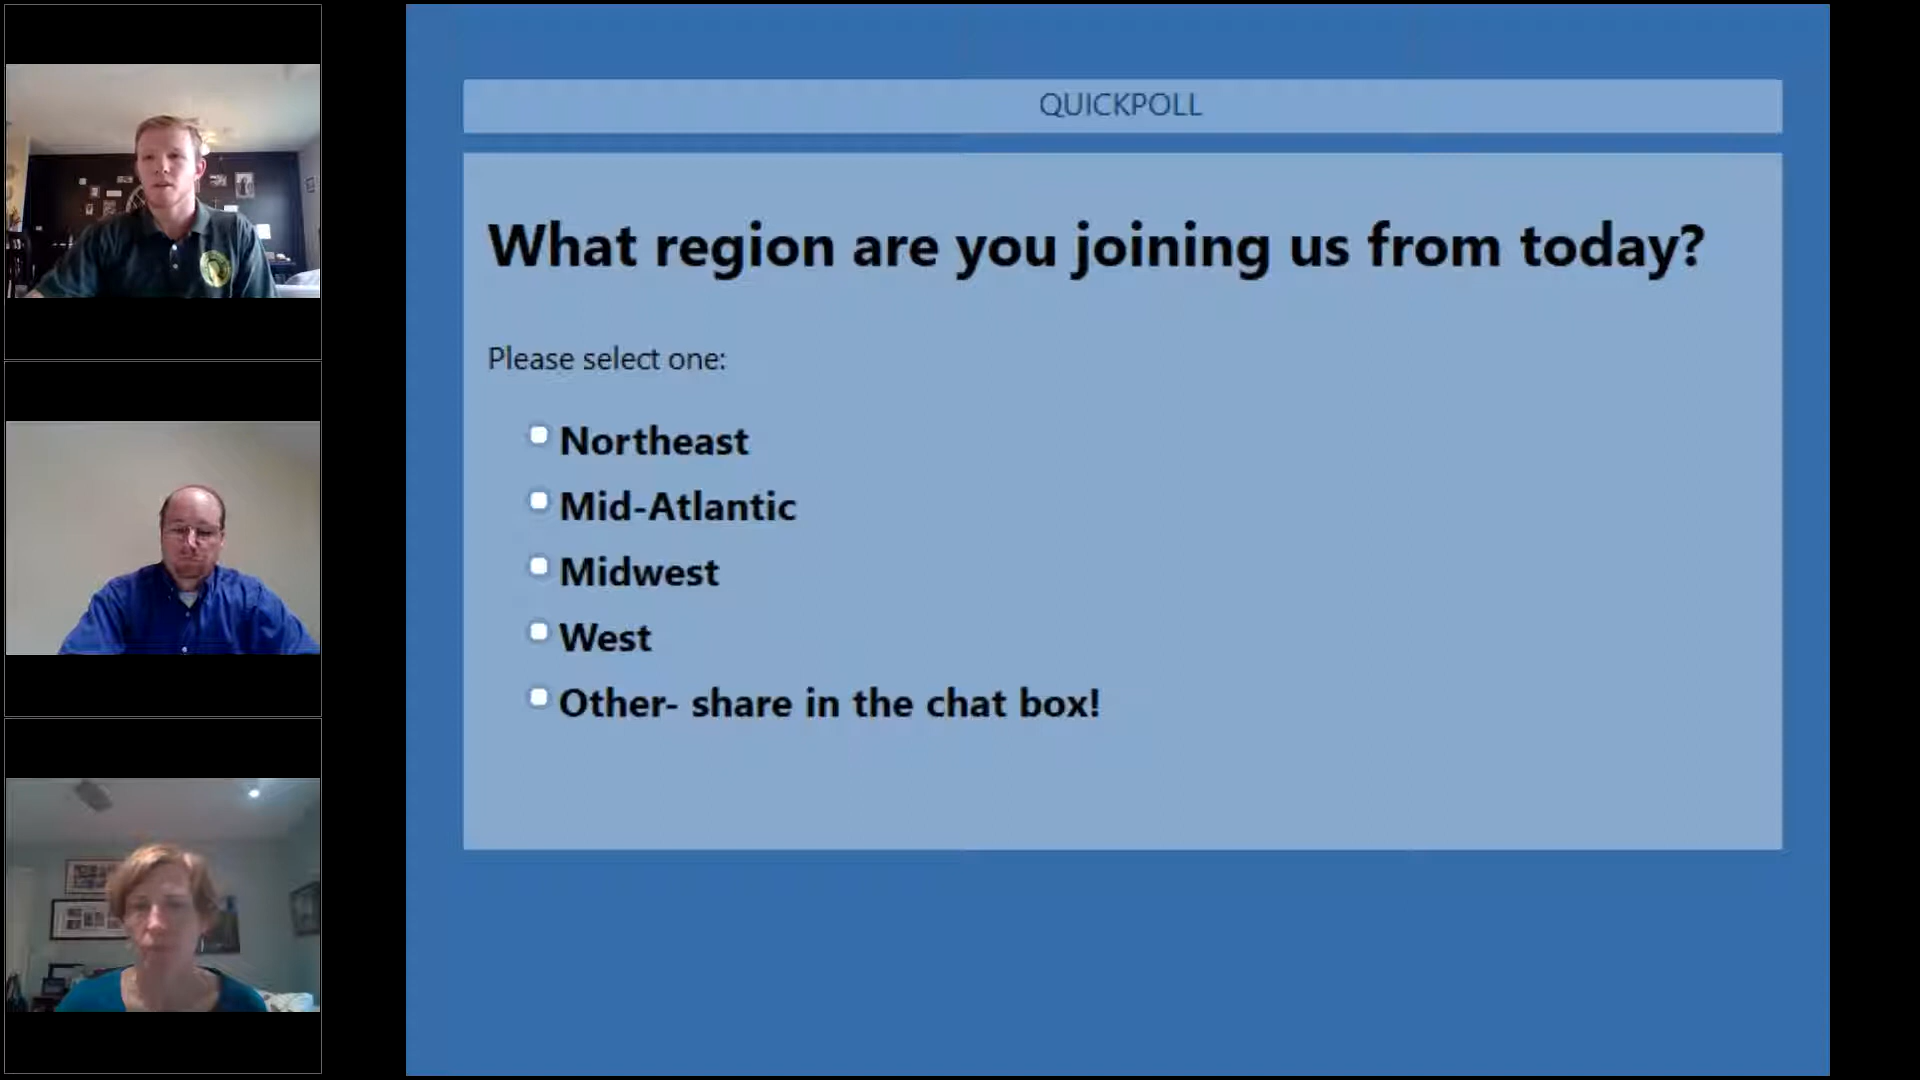 QUICKPOLL
What region are you joining us from today?
Please select one:
Northeast
Mid-Atlantic
Midwest
West
Other- share in the chat box!